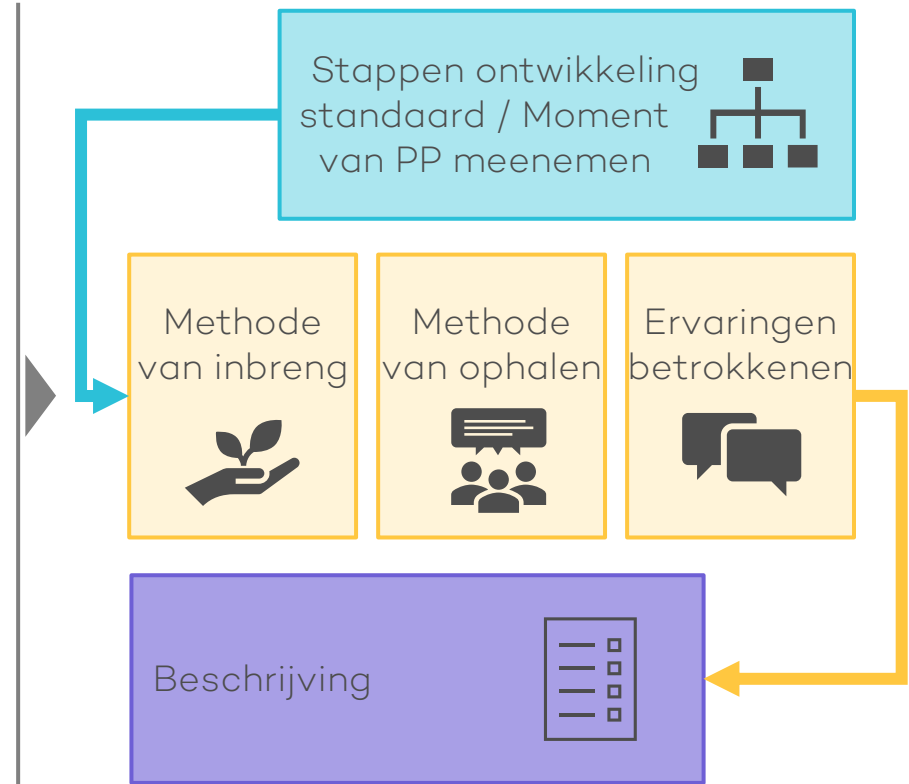 Stappen ontwikkeling
standaard / Moment
van PP meenemen
Methode
van inbreng
Methode
van ophalen
Ervaringen
betrokkenen
Beschrijving